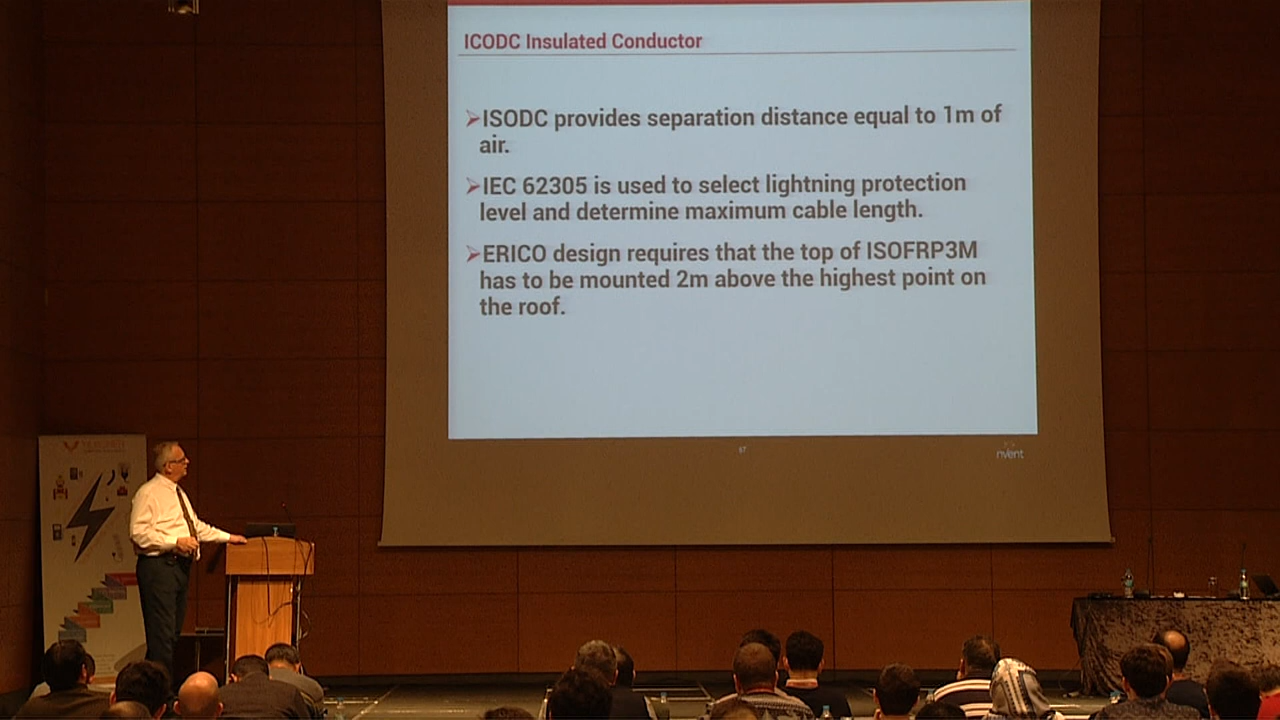 ICODC Insulated Conductor
➢ISODC provides separation distance equal to 1m of
air.
➢IEC 62305 is used to select lightning protection
level and determine maximum cable length.
➢ERICO design requires that the top of ISOFRP3M
has to be mounted 2m above the highest point on
the roof.
67
nvent